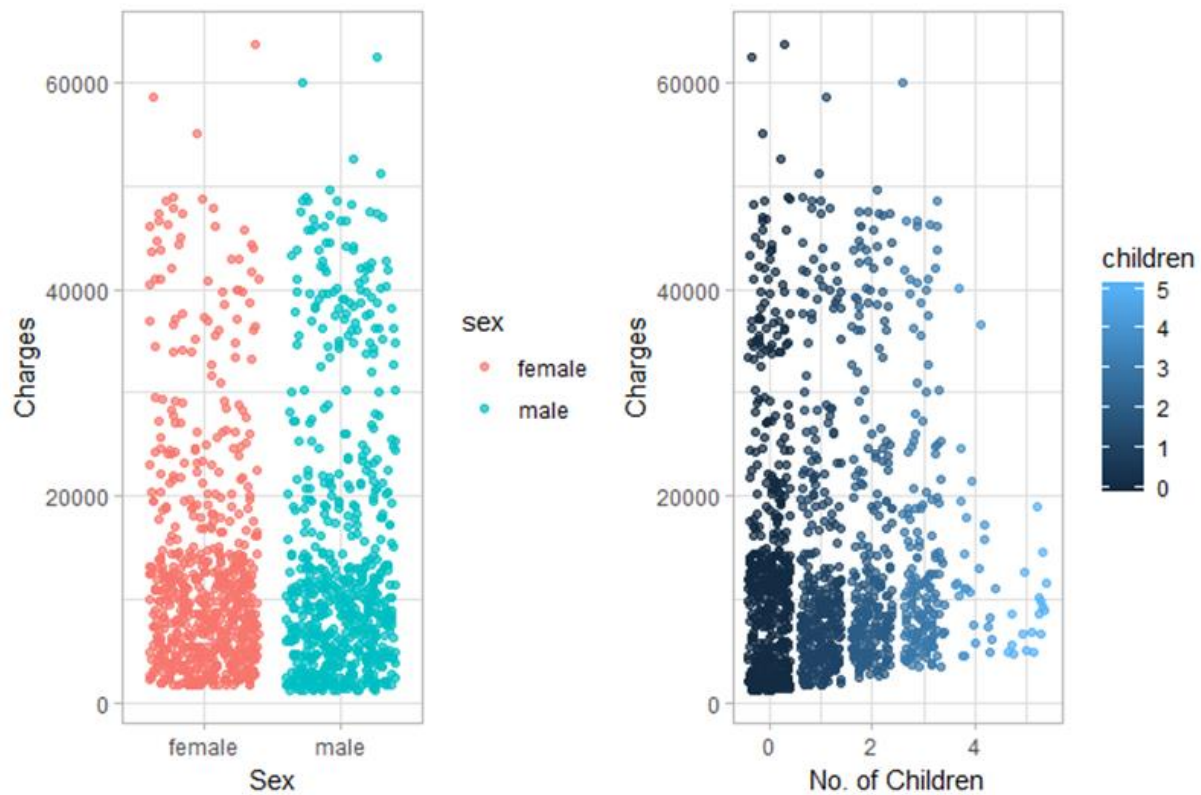 60000
40000
20000
0
Charges
female
male
Sex
sex
female
male
60000
40000
20000
0
Charges
0
2
4
No. of Children
children
5
4
3
2
1
0